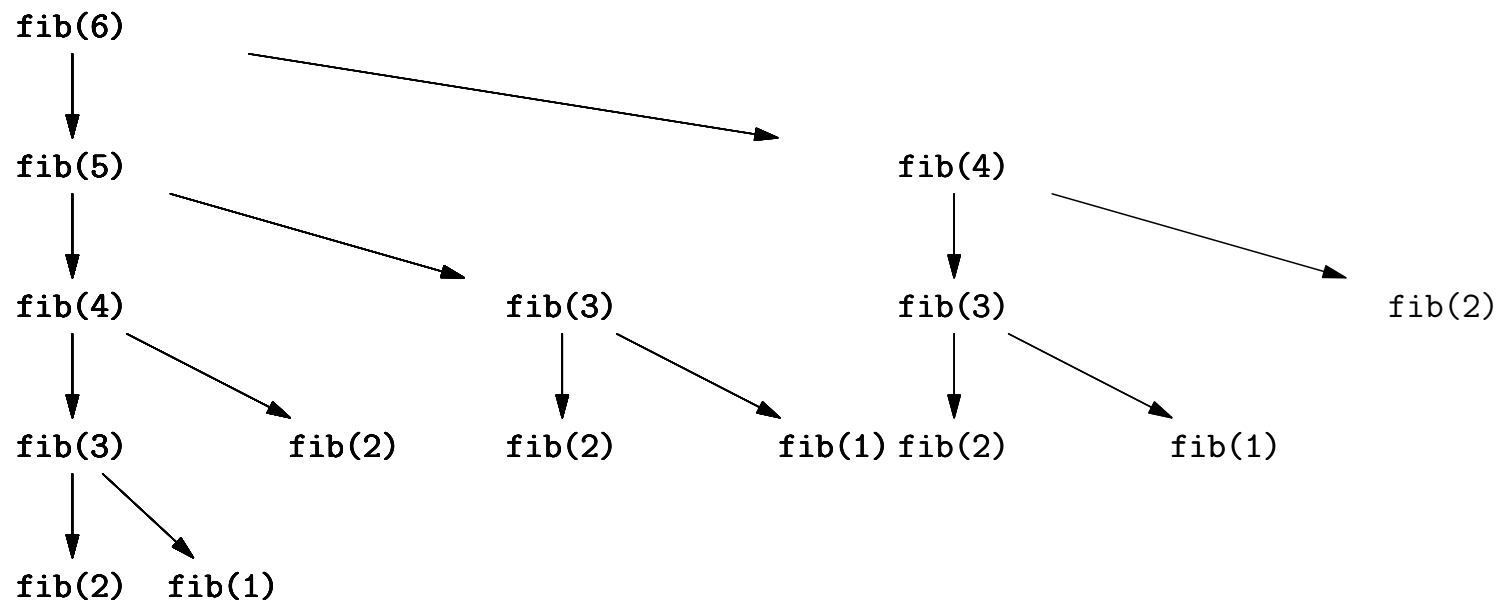 fib(6)
fib(5) fib(4)
fib(4) fib(3) fib(3) fib(2)
fib(3) fib(2) fib(2) fib(1) fib(2) fib(1)
fib(2) fib(1)